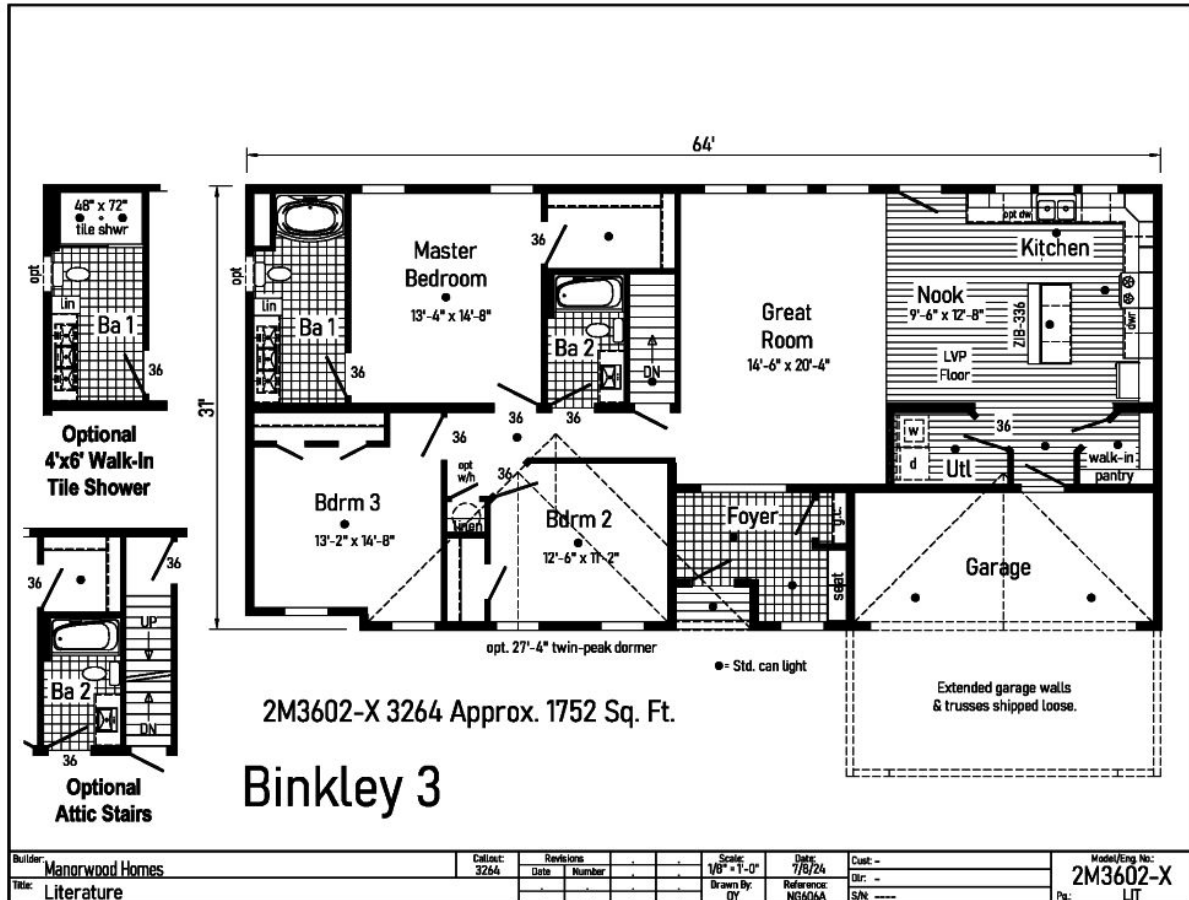 64'
31'
48" x 72"
tile shwr
opt
lin
Ba 1
36
Optional
4'x6' Walk-In
Tile Shower
opt
lin
Ba 1
36
Master
Bedroom
13'-4" x 14'-8"
36
Ba 2
DN
36
36
Great
Room
14'-6" x 20'-4"
opt dw
Kitchen
Nook
9'-6" x 12'-8"
ZIB-336
dwr
LVP
Floor
w
d
Utl
36
walk-in
pantry
Bdrm 3
13'-2" x 14'-8"
36
opt
w/h
linen
36
Bdrm 2
12'-6" x 11'-2"
Foyer
g.c.
seat
Garage
36
36
UP
Ba 2
DN
36
Optional
Attic Stairs
opt. 27'-4" twin-peak dormer
●= Std. can light
Extended garage walls
& trusses shipped loose.
2M3602-X 3264 Approx. 1752 Sq. Ft.
Binkley 3
Builder: Manorwood Homes
Title: Literature
Callout:
3264
Revisions
Date Number
Scale:
1/8" = 1'-0"
Drawn By:
OY
Date:
7/8/24
Reference:
NG606A
Cust: -
Dlr: -
S/N: ----
Model/Eng. No.:
2M3602-X
Pg.: LIT